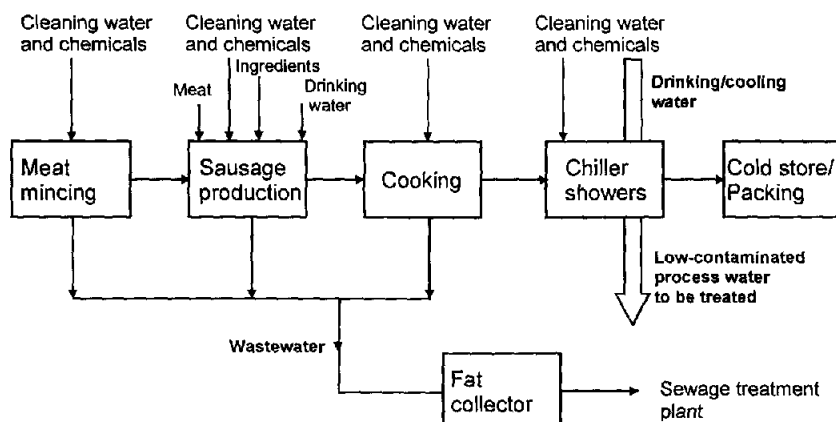 Cleaning water
and chemicals
Cleaning water
and chemicals
Cleaning water
and chemicals
Cleaning water
and chemicals
Ingredients
Meat
Drinking
water
Drinking/cooling
water
Meat
mincing
Sausage
production
Cooking
Chiller
showers
Cold store/
Packing
Low-contaminated
process water
to be treated
Wastewater
Fat
collector
Sewage treatment
plant